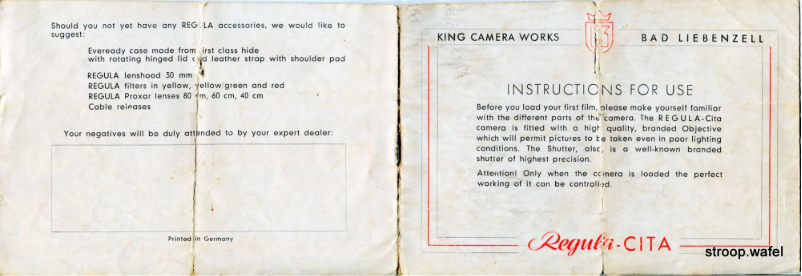 Should you not yet have any REGULA accessories, we would like to
suggest:
Eveready case made from first class hide
with rotating hinged lid and leather strap with shoulder pad
REGULA lenshood 30 mm
REGULA filters in yellow, yellow/green and red
REGULA Proxar lenses 80 cm, 60 cm, 40 cm
Cable releases
Your negatives will be duly attended to by your expert dealer:
Printed in Germany
KING CAMERA WORKS
BAD LIEBENZELL
INSTRUCTIONS FOR USE
Before you load your first film, please make yourself familiar
with the different parts of the camera. The REGULA-Cita
camera is fitted with a high quality, branded Objective
which will permit pictures to be taken even in poor lighting
conditions. The Shutter, also, is a well-known branded
shutter of highest precision.
Attention! Only when the camera is loaded the perfect
working of it can be controlled.
Regula-CITA
stroop.wafel